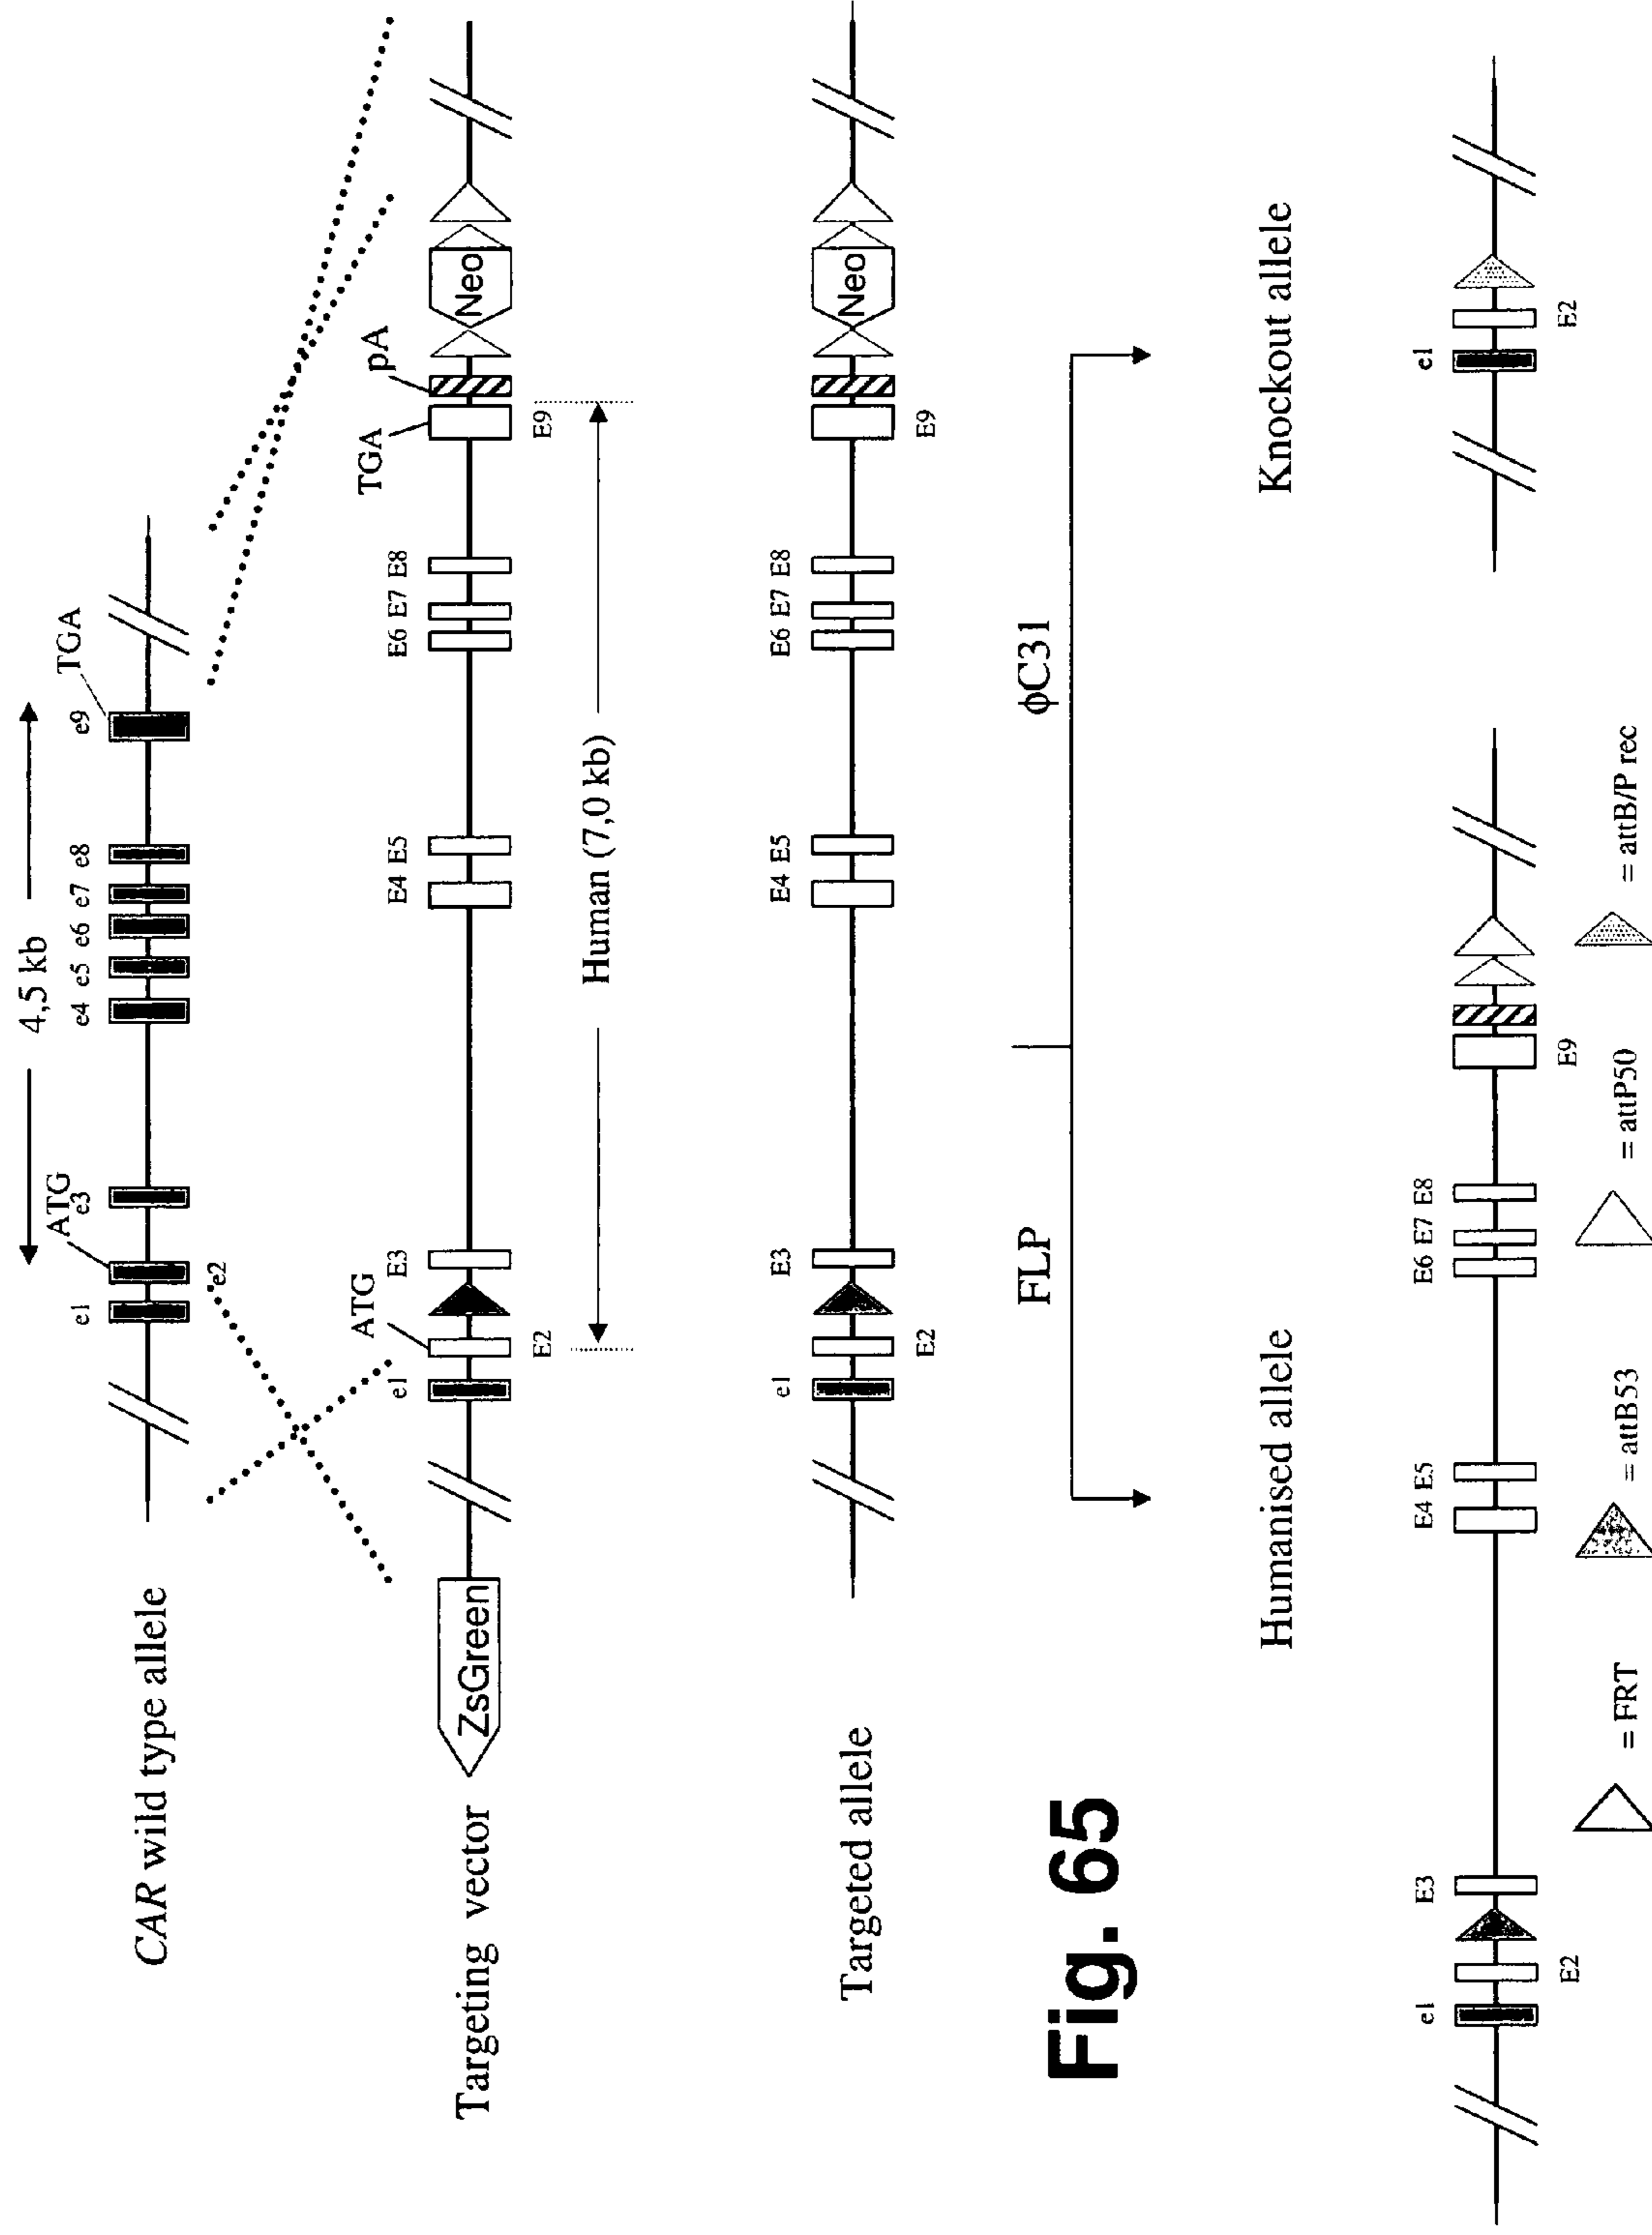 4,5 kb
ATG
TGA
e1 e2 e3 e4 e5 e6 e7 e8 e9
CAR wild type allele
ATG
TGA
pA
e1 E3 E4 E5 E6 E7 E8
Targeting vector
ZsGreen
Neo
E2 E9
Human (7,0 kb)
e1 E3 E4 E5 E6 E7 E8
Targeted allele
Neo
E2 E9
FLP
φC31
Fig. 65
Humanised allele
Knockout allele
e1 E3 E4 E5 E6 E7 E8
E2 E9
e1
E2
= FRT
= attB53
= attP50
= attB/P rec